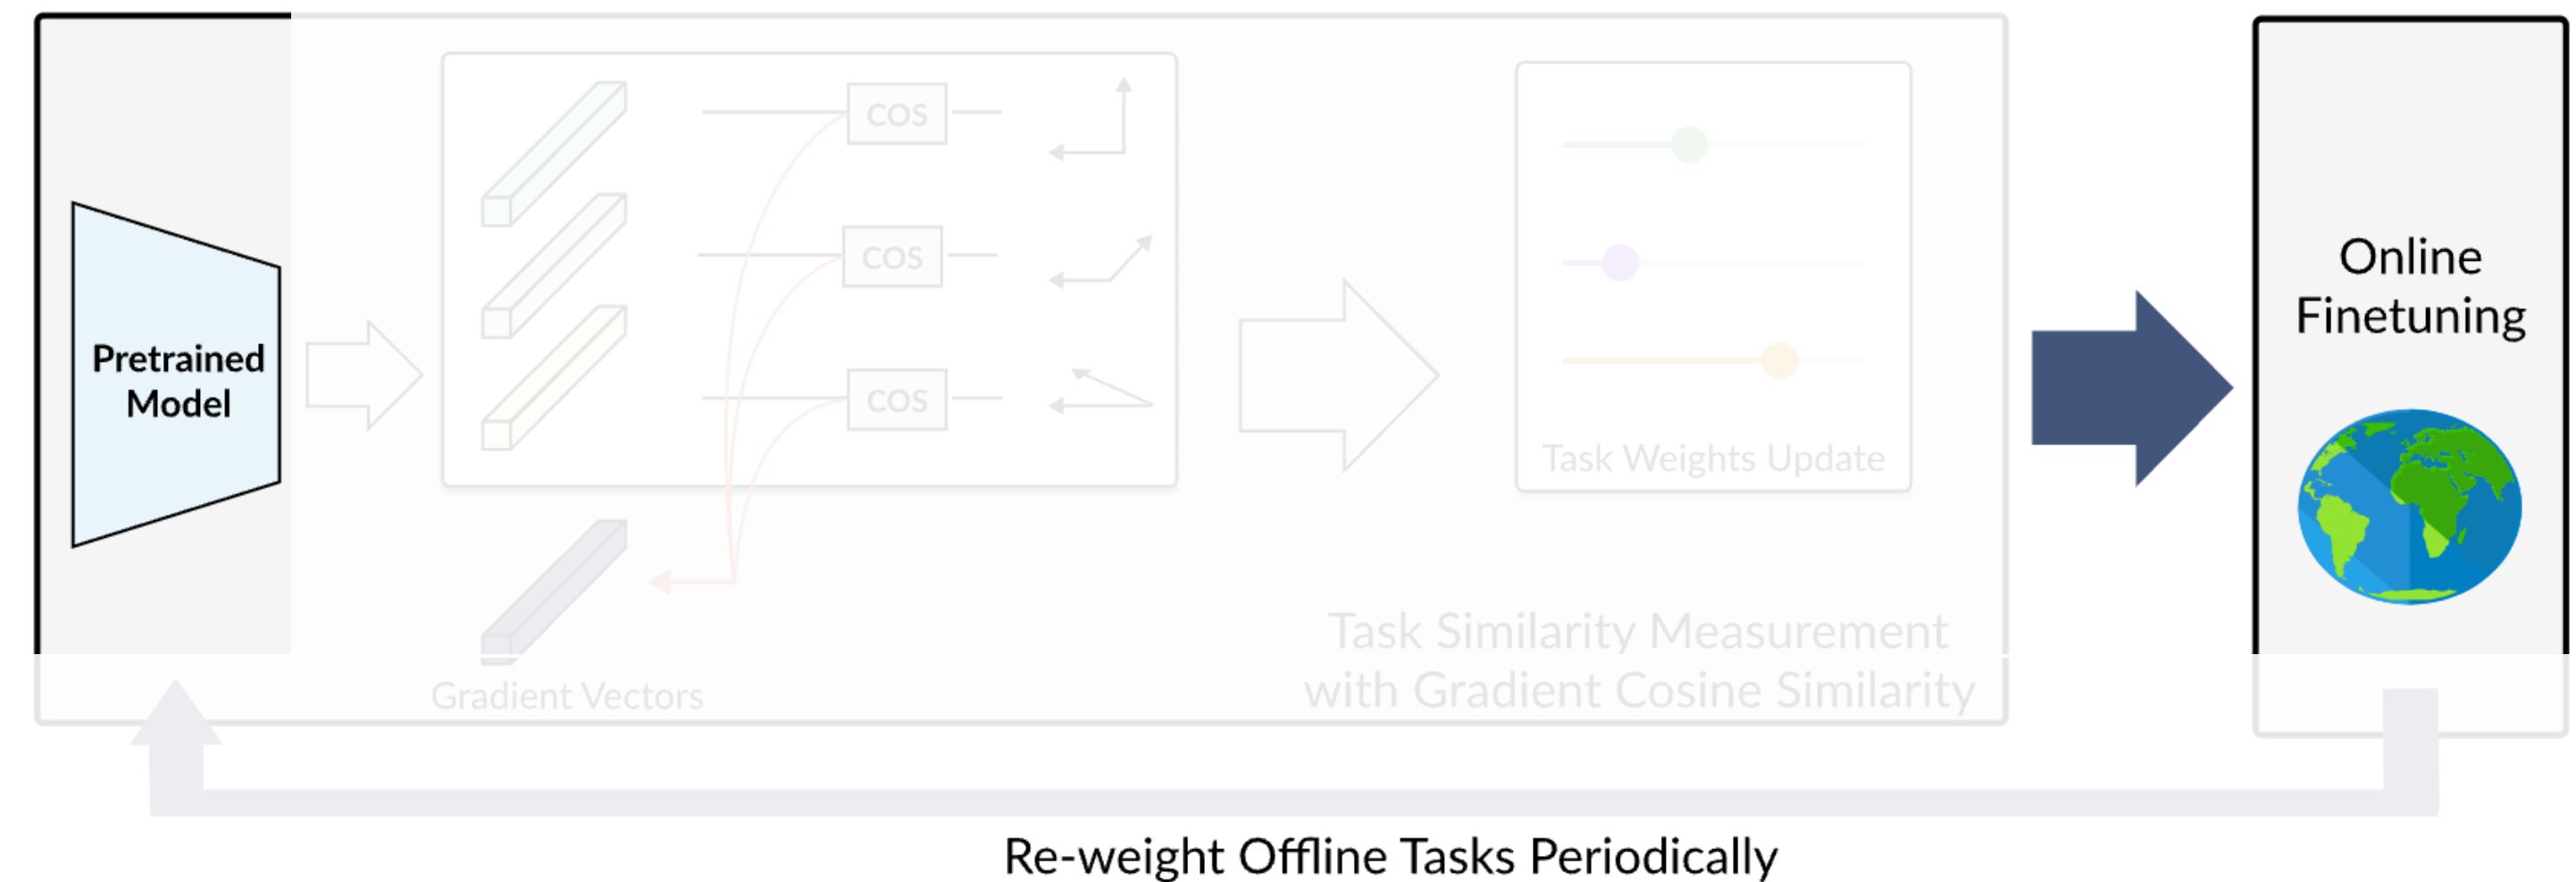 Pretrained
Model
COS
COS
COS
Gradient Vectors
Task Weights Update
Task Similarity Measurement
with Gradient Cosine Similarity
Online
Finetuning
Re-weight Offline Tasks Periodically